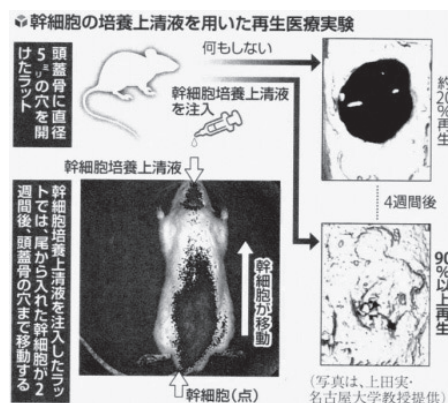 幹細胞の培養上清液を用いた再生医療実験
頭蓋骨に直径
5ミリの穴を開
けたラット
何もしない
幹細胞培養上清液
を注入
約20%再生
4週間後
90%以上再生
幹細胞培養上清液
幹細胞培養上清液を注入したラッ
トでは、尾から入れた幹細胞が2
週間後、頭蓋骨の穴まで移動する
幹細胞が移動
幹細胞(点)
(写真は、上田実・
名古屋大学教授提供)